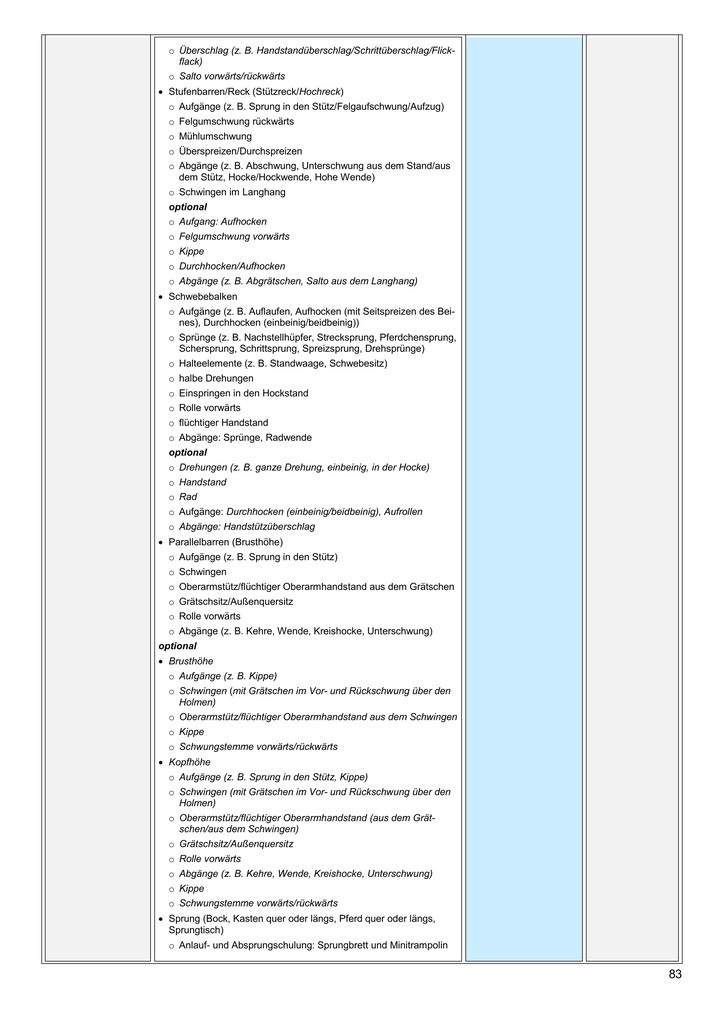 o Überschlag (z. B. Handstandüberschlag/Schrittüberschlag/Flick-
flack)
o Salto vorwärts/rückwärts
• Stufenbarren/Reck (Stützreck/Hochreck)
o Aufgänge (z. B. Sprung in den Stütz/Felgaufschwung/Aufzug)
o Felgumschwung rückwärts
o Mühlumschwung
o Überspreizen/Durchspreizen
o Abgänge (z. B. Abschwung, Unterschwung aus dem Stand/aus
dem Stütz, Hocke/Hockwende, Hohe Wende)
o Schwingen im Langhang
optional
o Aufgang: Aufhocken
o Felgumschwung vorwärts
o Kippe
o Durchhocken/Aufhocken
o Abgänge (z. B. Abgrätschen, Salto aus dem Langhang)
• Schwebebalken
o Aufgänge (z. B. Auflaufen, Aufhocken (mit Seitspreizen des Bei-
nes), Durchhocken (einbeinig/beidbeinig))
o Sprünge (z. B. Nachstellhüpfer, Strecksprung, Pferdchensprung,
Schersprung, Schrittsprung, Spreizsprung, Drehsprünge)
o Halteelemente (z. B. Standwaage, Schwebesitz)
o halbe Drehungen
o Einspringen in den Hockstand
o Rolle vorwärts
o flüchtiger Handstand
o Abgänge: Sprünge, Radwende
optional
o Drehungen (z. B. ganze Drehung, einbeinig, in der Hocke)
o Handstand
o Rad
o Aufgänge: Durchhocken (einbeinig/beidbeinig), Aufrollen
o Abgänge: Handstützüberschlag
• Parallelbarren (Brusthöhe)
o Aufgänge (z. B. Sprung in den Stütz)
o Schwingen
o Oberarmstütz/flüchtiger Oberarmhandstand aus dem Grätschen
o Grätschsitz/Außenquersitz
o Rolle vorwärts
o Abgänge (z. B. Kehre, Wende, Kreishocke, Unterschwung)
optional
• Brusthöhe
o Aufgänge (z. B. Kippe)
o Schwingen (mit Grätschen im Vor- und Rückschwung über den
Holmen)
o Oberarmstütz/flüchtiger Oberarmhandstand aus dem Schwingen
o Kippe
o Schwungstemme vorwärts/rückwärts
• Kopfhöhe
o Aufgänge (z. B. Sprung in den Stütz, Kippe)
o Schwingen (mit Grätschen im Vor- und Rückschwung über den
Holmen)
o Oberarmstütz/flüchtiger Oberarmhandstand (aus dem Grät-
schen/aus dem Schwingen)
o Grätschsitz/Außenquersitz
o Rolle vorwärts
o Abgänge (z. B. Kehre, Wende, Kreishocke, Unterschwung)
o Kippe
o Schwungstemme vorwärts/rückwärts
• Sprung (Bock, Kasten quer oder längs, Pferd quer oder längs,
Sprungtisch)
o Anlauf- und Absprungschulung: Sprungbrett und Minitrampolin
83